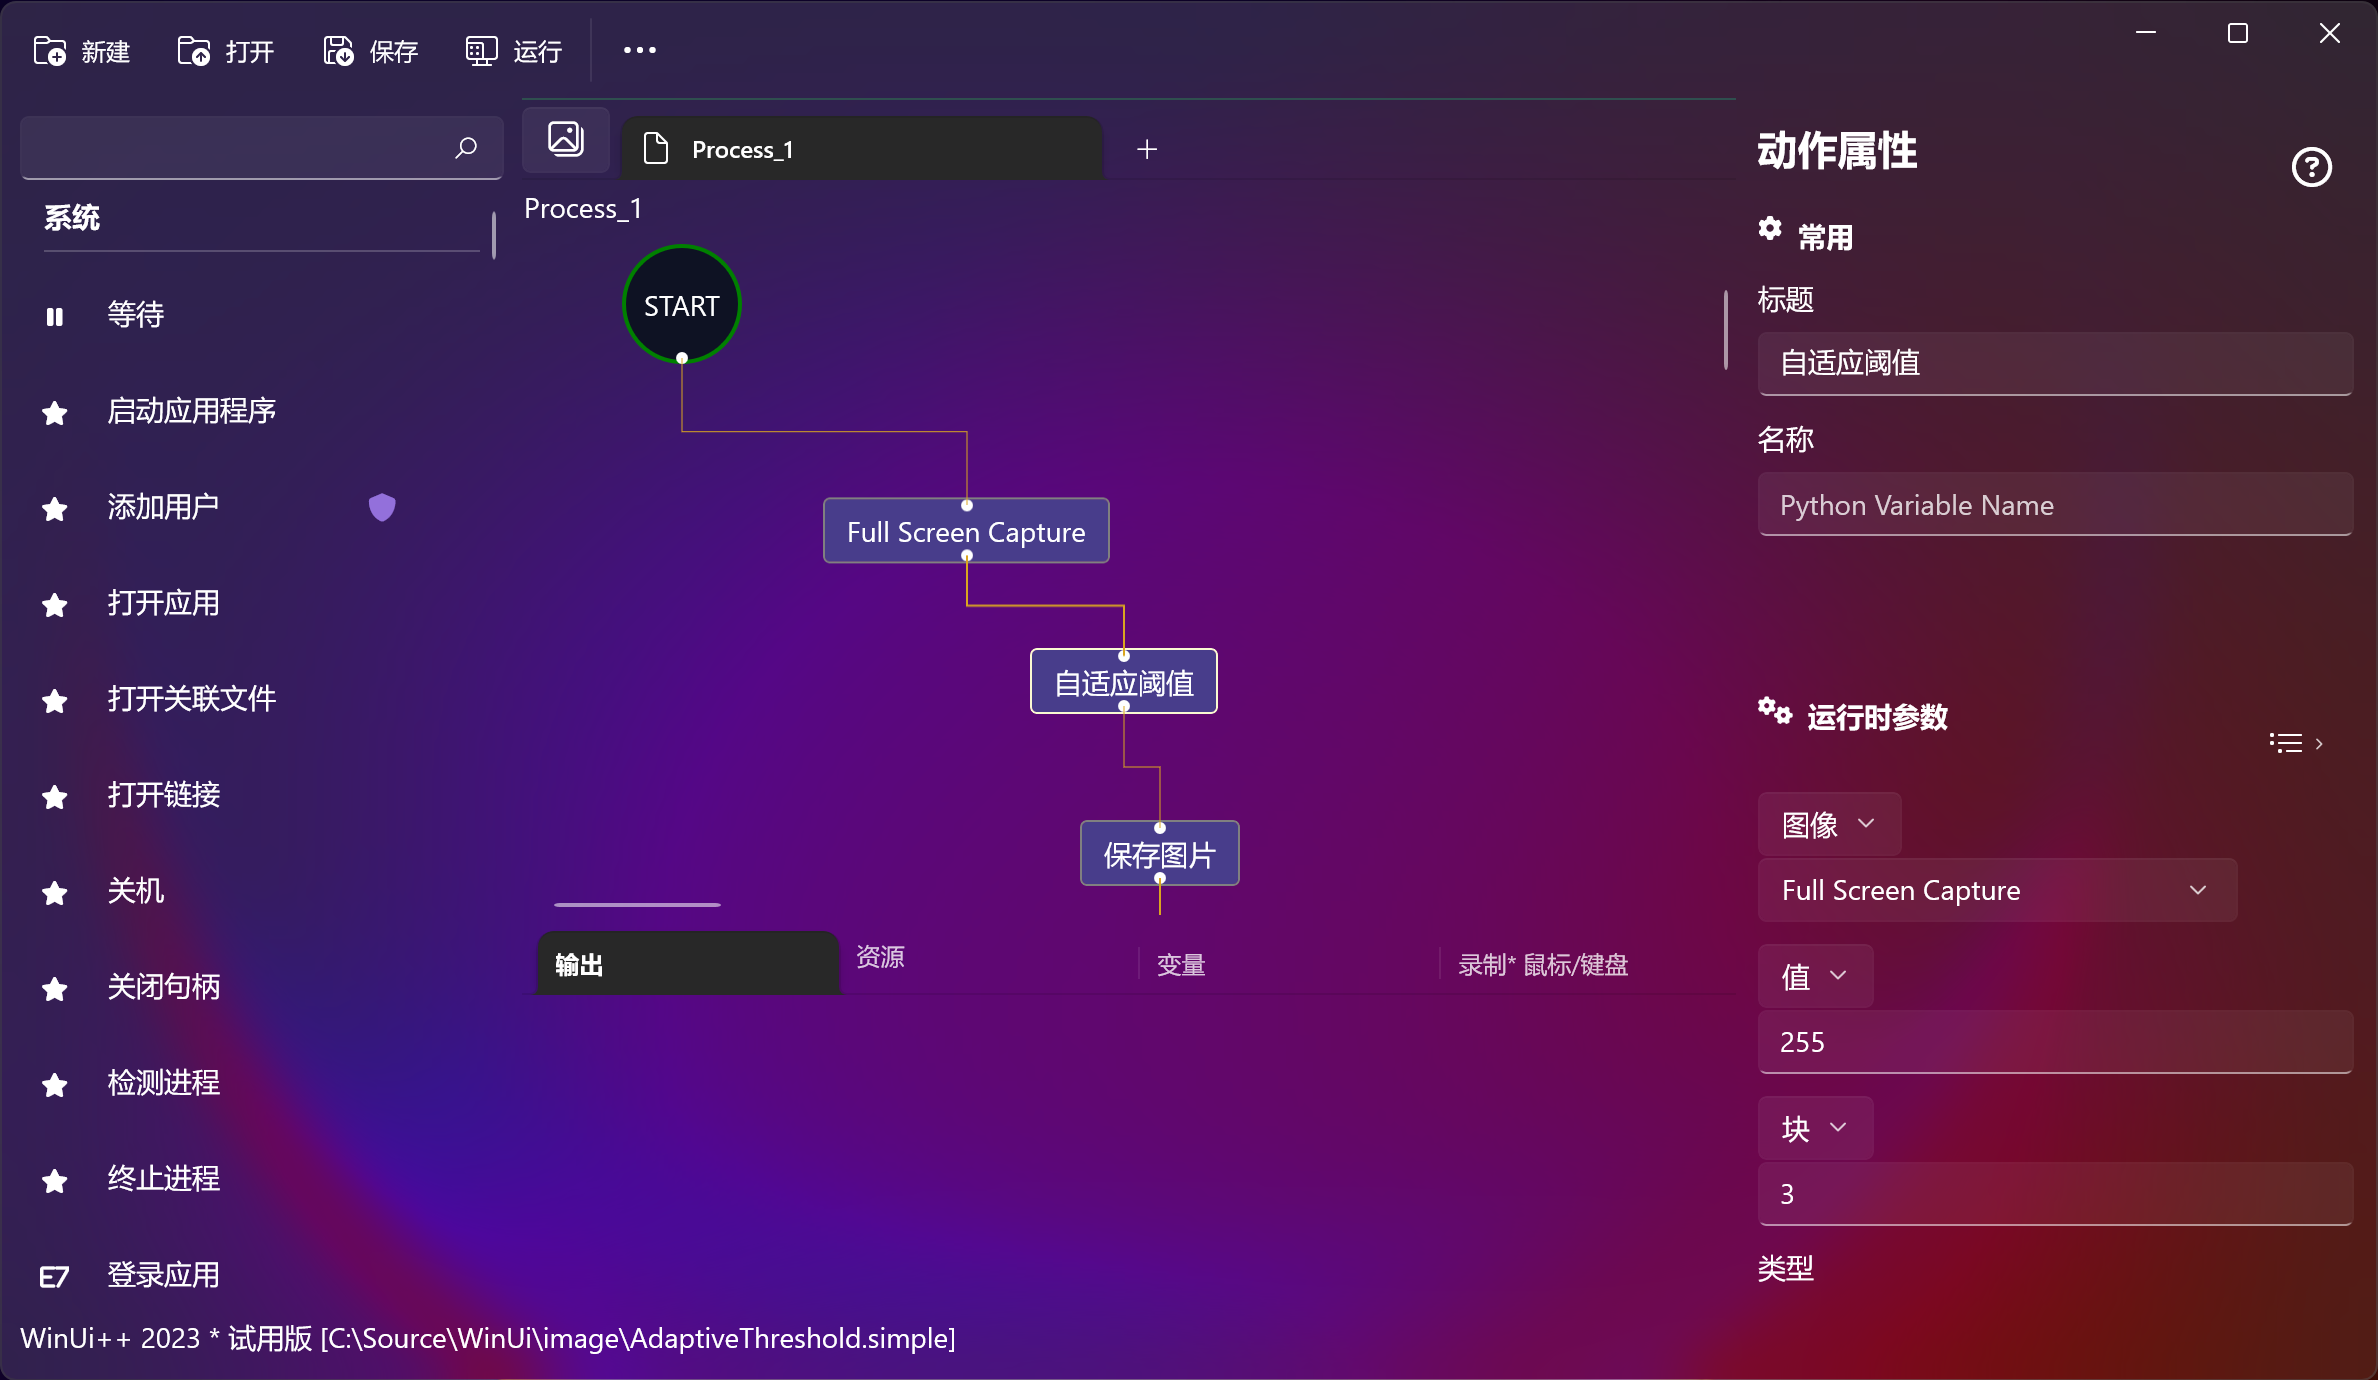 新建
打开
保存
运行
系统
等待
启动应用程序
添加用户
打开应用
打开关联文件
打开链接
关机
关闭句柄
检测进程
终止进程
E7 登录应用
Process_1
Process_1
START
Full Screen Capture
自适应阈值
保存图片
输出
资源
变量
录制* 鼠标/键盘
动作属性
常用
标题
自适应阈值
名称
Python Variable Name
运行时参数
图像
Full Screen Capture
值
255
块
3
类型
WinUi++ 2023 * 试用版 [C:\Source\WinUi\image\AdaptiveThreshold.simple]